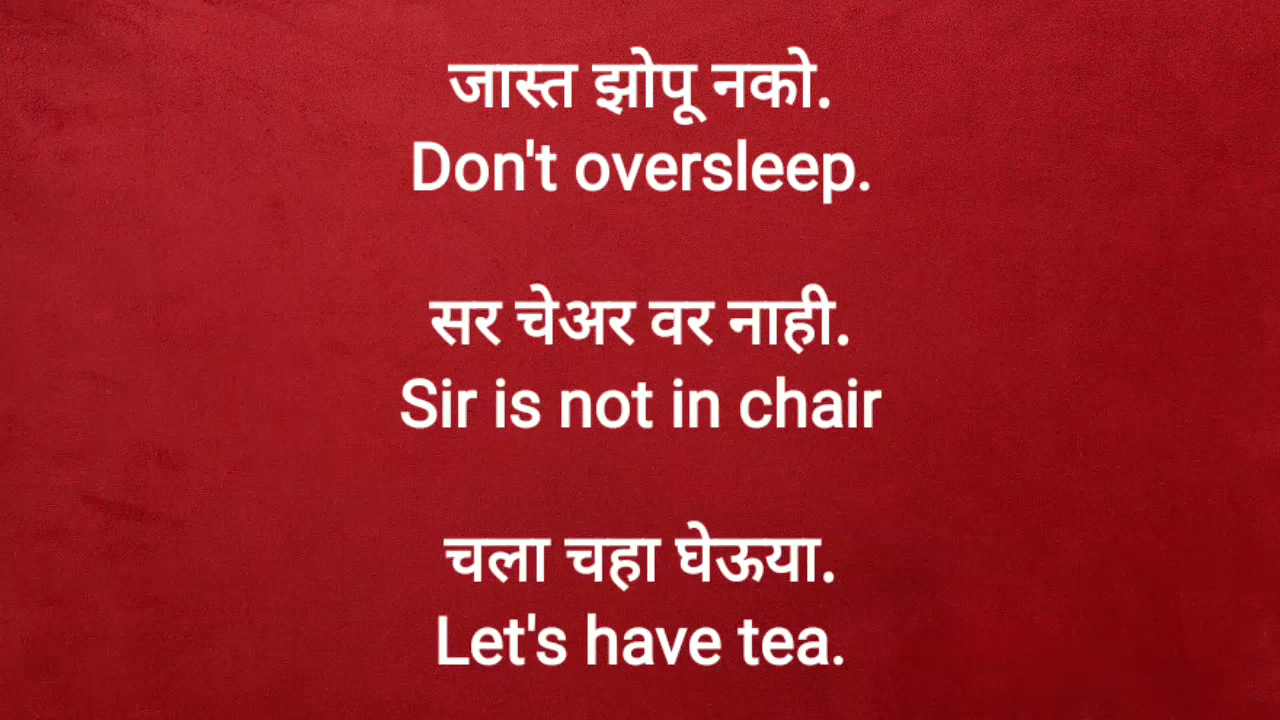 जास्त झोपू नको.
Don't oversleep.
सर चेअर वर नाही.
Sir is not in chair
चला चहा घेऊया.
Let's have tea.